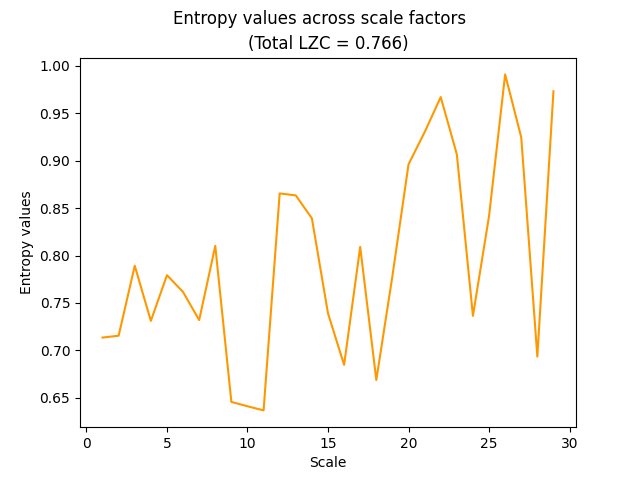 Entropy values across scale factors
(Total LZC = 0.766)
1.00
0.95
0.90
0.85
0.80
0.75
0.70
0.65
Entropy values
0 5 10 15 20 25 30
Scale